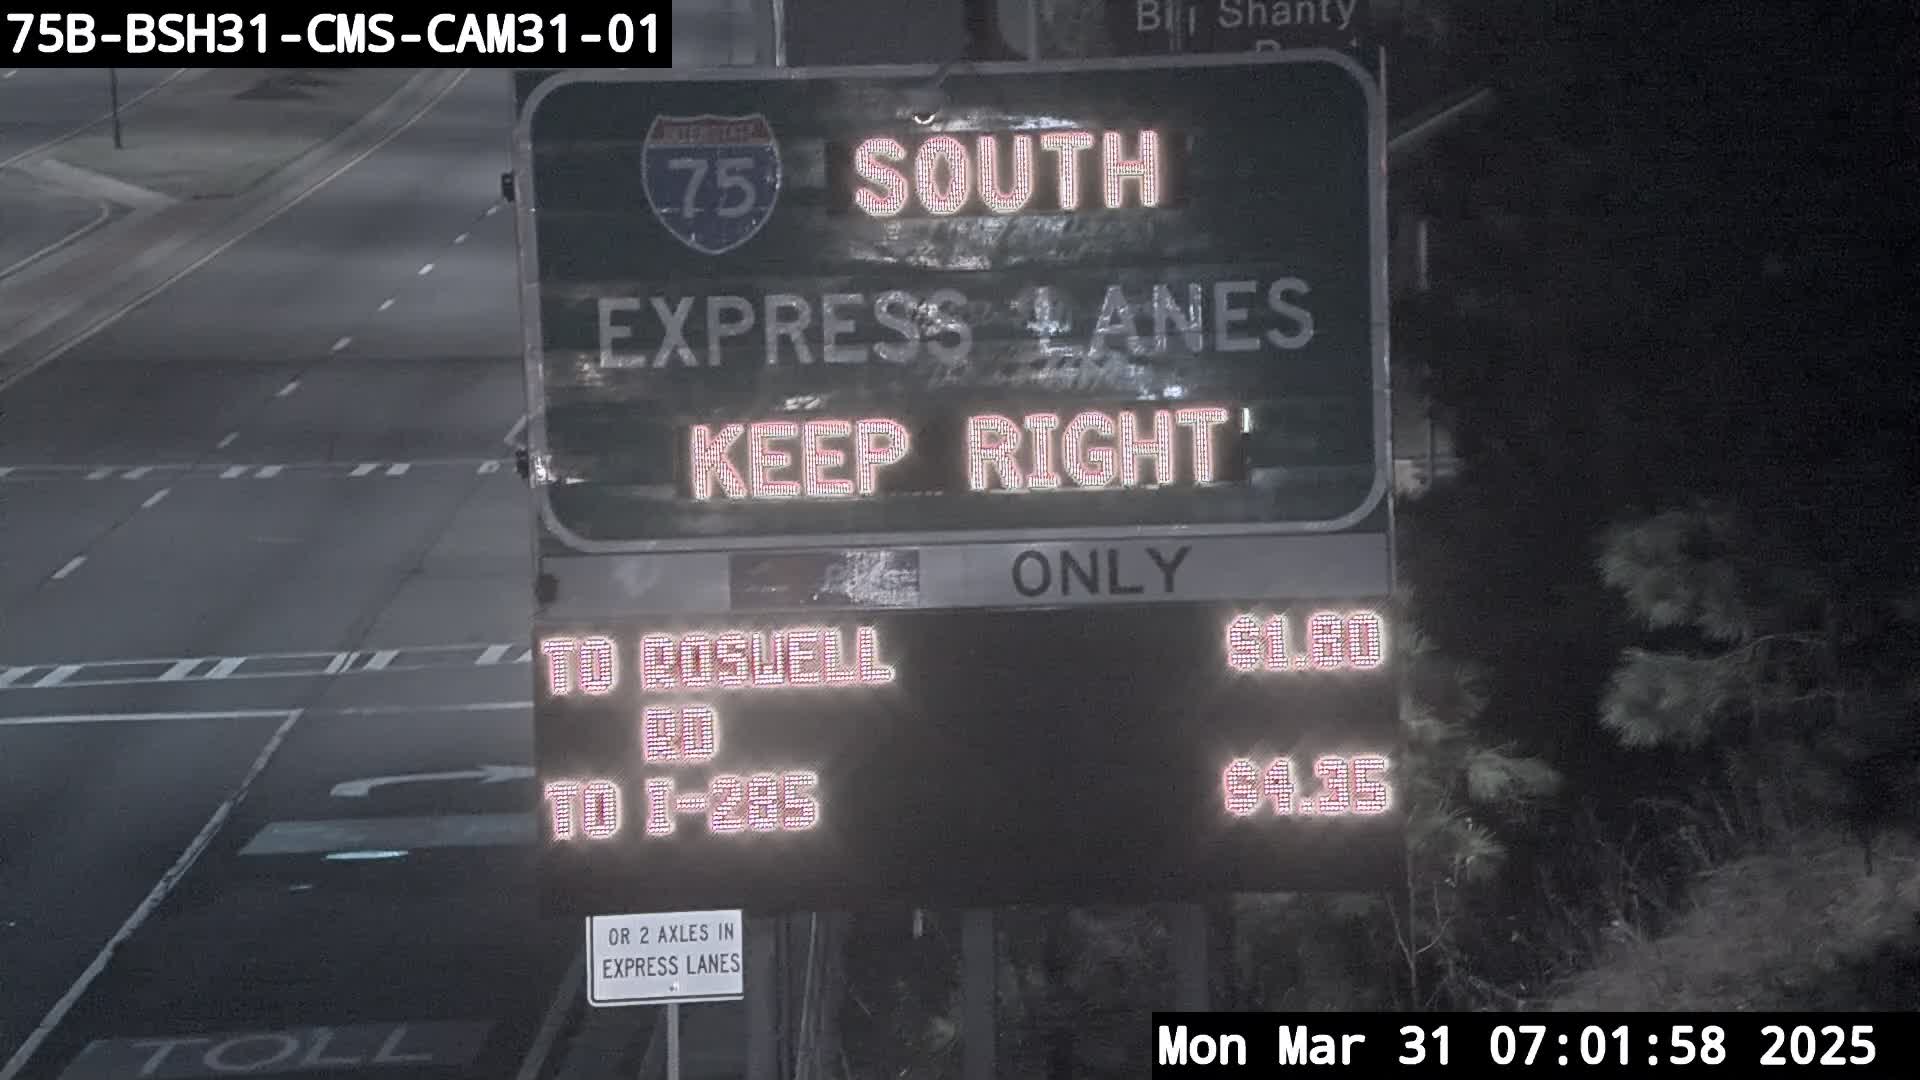 75B-BSH31-CMS-CAM31-01
Shanty
75
SOUTH
EXPRESS LANES
KEEP RIGHT
ONLY
TO ROSWELL $1.80
RD
TO I-285 $4.35
OR 2 AXLES IN
EXPRESS LANES
TOLL
Mon Mar 31 07:01:58 2025